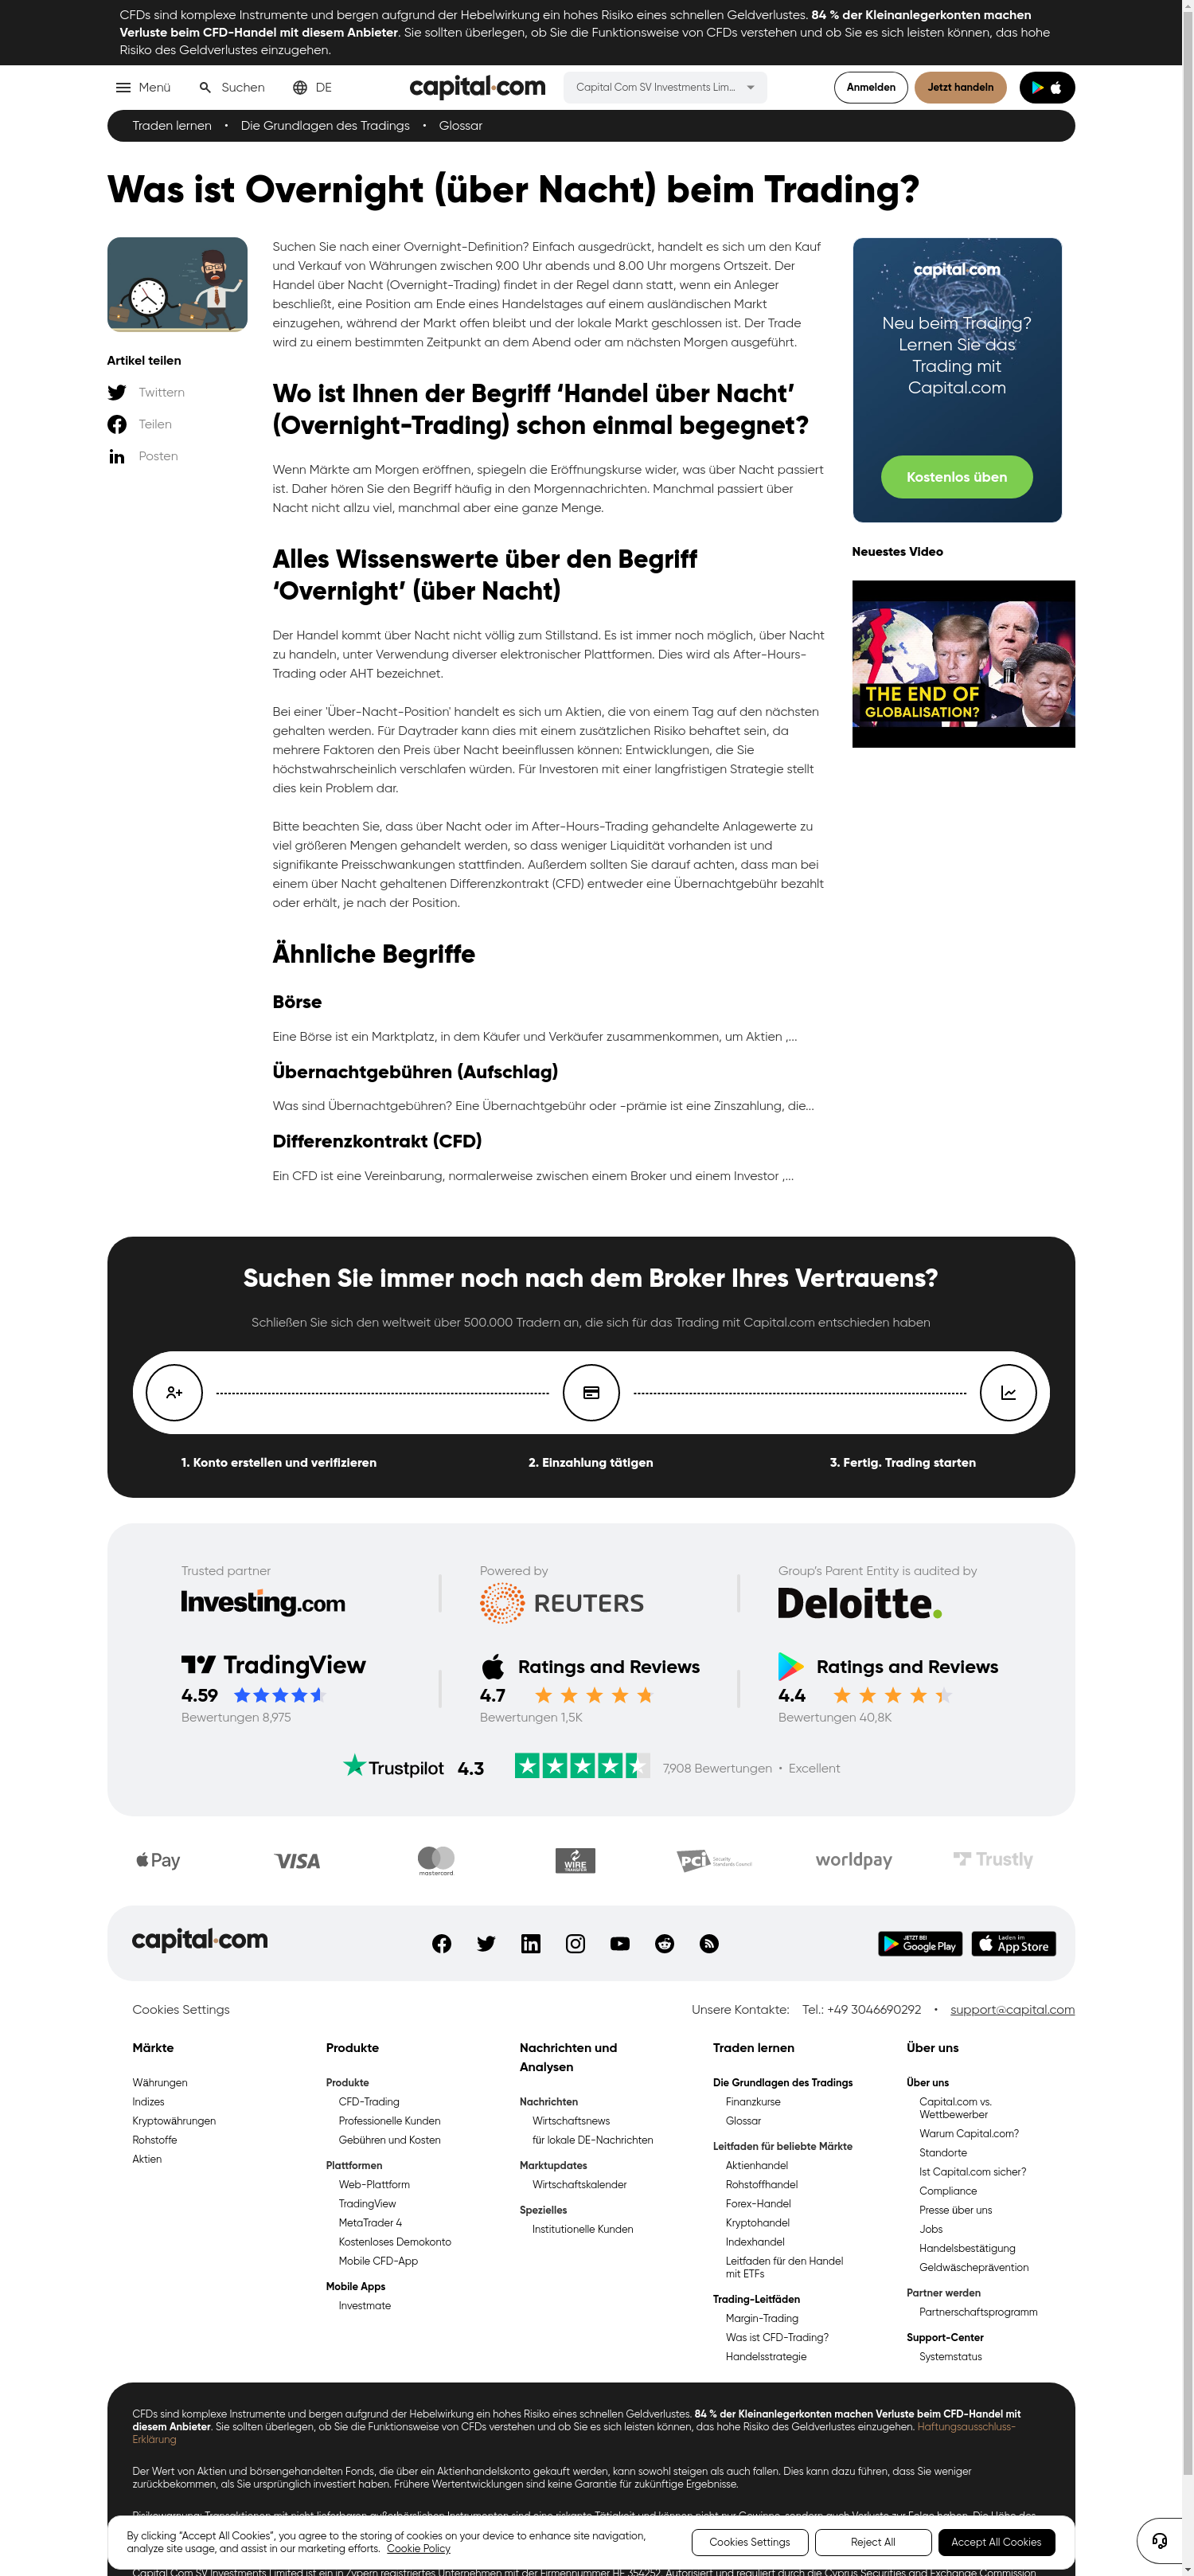 CFDs sind komplexe Instrumente und bergen aufgrund der Hebelwirkung ein hohes Risiko eines schnellen Geldverlustes. 84 % der Kleinanlegerkonten machen
Verluste beim CFD-Handel mit diesem Anbieter. Sie sollten überlegen, ob Sie die Funktionsweise von CFDs verstehen und ob Sie es sich leisten können, das hohe
Risiko des Geldverlustes einzugehen.
Menü
Suchen
DE
capital.com
Capital Com SV Investments Lim...
Anmelden
Jetzt handeln
Traden lernen • Die Grundlagen des Tradings • Glossar
Was ist Overnight (über Nacht) beim Trading?
Artikel teilen
Twittern
Teilen
Posten
Suchen Sie nach einer Overnight-Definition? Einfach ausgedrückt, handelt es sich um den Kauf
und Verkauf von Währungen zwischen 9.00 Uhr abends und 8.00 Uhr morgens Ortszeit. Der
Handel über Nacht (Overnight-Trading) findet in der Regel dann statt, wenn ein Anleger
beschließt, eine Position am Ende eines Handelstages auf einem ausländischen Markt
einzugehen, während der Markt offen bleibt und der lokale Markt geschlossen ist. Der Trade
wird zu einem bestimmten Zeitpunkt an dem Abend oder am nächsten Morgen ausgeführt.
Wo ist Ihnen der Begriff ‘Handel über Nacht’
(Overnight-Trading) schon einmal begegnet?
Wenn Märkte am Morgen eröffnen, spiegeln die Eröffnungskurse wider, was über Nacht passiert
ist. Daher hören Sie den Begriff häufig in den Morgennachrichten. Manchmal passiert über
Nacht nicht allzu viel, manchmal aber eine ganze Menge.
Alles Wissenswerte über den Begriff
‘Overnight’ (über Nacht)
Der Handel kommt über Nacht nicht völlig zum Stillstand. Es ist immer noch möglich, über Nacht
zu handeln, unter Verwendung diverser elektronischer Plattformen. Dies wird als After-Hours-
Trading oder AHT bezeichnet.
Bei einer 'Über-Nacht-Position' handelt es sich um Aktien, die von einem Tag auf den nächsten
gehalten werden. Für Daytrader kann dies mit einem zusätzlichen Risiko behaftet sein, da
mehrere Faktoren den Preis über Nacht beeinflussen können: Entwicklungen, die Sie
höchstwahrscheinlich verschlafen würden. Für Investoren mit einer langfristigen Strategie stellt
dies kein Problem dar.
Bitte beachten Sie, dass über Nacht oder im After-Hours-Trading gehandelte Anlagewerte zu
viel größeren Mengen gehandelt werden, so dass weniger Liquidität vorhanden ist und
signifikante Preisschwankungen stattfinden. Außerdem sollten Sie darauf achten, dass man bei
einem über Nacht gehaltenen Differenzkontrakt (CFD) entweder eine Übernachtgebühr bezahlt
oder erhält, je nach der Position.
Ähnliche Begriffe
Börse
Eine Börse ist ein Marktplatz, in dem Käufer und Verkäufer zusammenkommen, um Aktien ,...
Übernachtgebühren (Aufschlag)
Was sind Übernachtgebühren? Eine Übernachtgebühr oder -prämie ist eine Zinszahlung, die...
Differenzkontrakt (CFD)
Ein CFD ist eine Vereinbarung, normalerweise zwischen einem Broker und einem Investor ,...
capital.com
Neu beim Trading?
Lernen Sie das
Trading mit
Capital.com
Kostenlos üben
Neuestes Video
THE END OF
GLOBALISATION?
Suchen Sie immer noch nach dem Broker Ihres Vertrauens?
Schließen Sie sich den weltweit über 500.000 Tradern an, die sich für das Trading mit Capital.com entschieden haben
1. Konto erstellen und verifizieren
2. Einzahlung tätigen
3. Fertig. Trading starten
Trusted partner
Investing.com
Powered by
REUTERS
Group's Parent Entity is audited by
Deloitte.
TradingView
4.59
Bewertungen 8,975
Ratings and Reviews
4.7
Bewertungen 1,5K
Ratings and Reviews
4.4
Bewertungen 40,8K
Trustpilot 4.3
7,908 Bewertungen • Excellent
Pay
VISA
mastercard
WIRE
TRANSFER
PCI Security
Standards Council
worldpay
Trustly
capital.com
JETZT BEI
Google Play
Laden im
App Store
Cookies Settings
Unsere Kontakte: Tel.: +49 3046690292 • support@capital.com
Märkte
Währungen
Indizes
Kryptowährungen
Rohstoffe
Aktien
Produkte
Produkte
CFD-Trading
Professionelle Kunden
Gebühren und Kosten
Plattformen
Web-Plattform
TradingView
MetaTrader 4
Kostenloses Demokonto
Mobile CFD-App
Mobile Apps
Investmate
Nachrichten und
Analysen
Nachrichten
Wirtschaftsnews
für lokale DE-Nachrichten
Marktupdates
Wirtschaftskalender
Spezielles
Institutionelle Kunden
Traden lernen
Die Grundlagen des Tradings
Finanzkurse
Glossar
Leitfaden für beliebte Märkte
Aktienhandel
Rohstoffhandel
Forex-Handel
Kryptohandel
Indexhandel
Leitfaden für den Handel
mit ETFs
Trading-Leitfäden
Margin-Trading
Was ist CFD-Trading?
Handelsstrategie
Über uns
Über uns
Capital.com vs.
Wettbewerber
Warum Capital.com?
Standorte
Ist Capital.com sicher?
Compliance
Presse über uns
Jobs
Handelsbestätigung
Geldwäscheprävention
Partner werden
Partnerschaftsprogramm
Support-Center
Systemstatus
CFDs sind komplexe Instrumente und bergen aufgrund der Hebelwirkung ein hohes Risiko eines schnellen Geldverlustes. 84 % der Kleinanlegerkonten machen Verluste beim CFD-Handel mit
diesem Anbieter. Sie sollten überlegen, ob Sie die Funktionsweise von CFDs verstehen und ob Sie es sich leisten können, das hohe Risiko des Geldverlustes einzugehen. Haftungsausschluss-
Erklärung
Der Wert von Aktien und börsengehandelten Fonds, die über ein Aktienhandelskonto gekauft werden, kann sowohl steigen als auch fallen. Dies kann dazu führen, dass Sie weniger
zurückbekommen, als Sie ursprünglich investiert haben. Frühere Wertentwicklungen sind keine Garantie für zukünftige Ergebnisse.
By clicking “Accept All Cookies”, you agree to the storing of cookies on your device to enhance site navigation,
analyze site usage, and assist in our marketing efforts. Cookie Policy
Cookies Settings
Reject All
Accept All Cookies
Capital Com SV Investments Limited ist ein in Zypern registriertes Unternehmen mit der Firmennummer HE 354252. Autorisiert und reguliert durch die Cyprus Securities and Exchange Commission